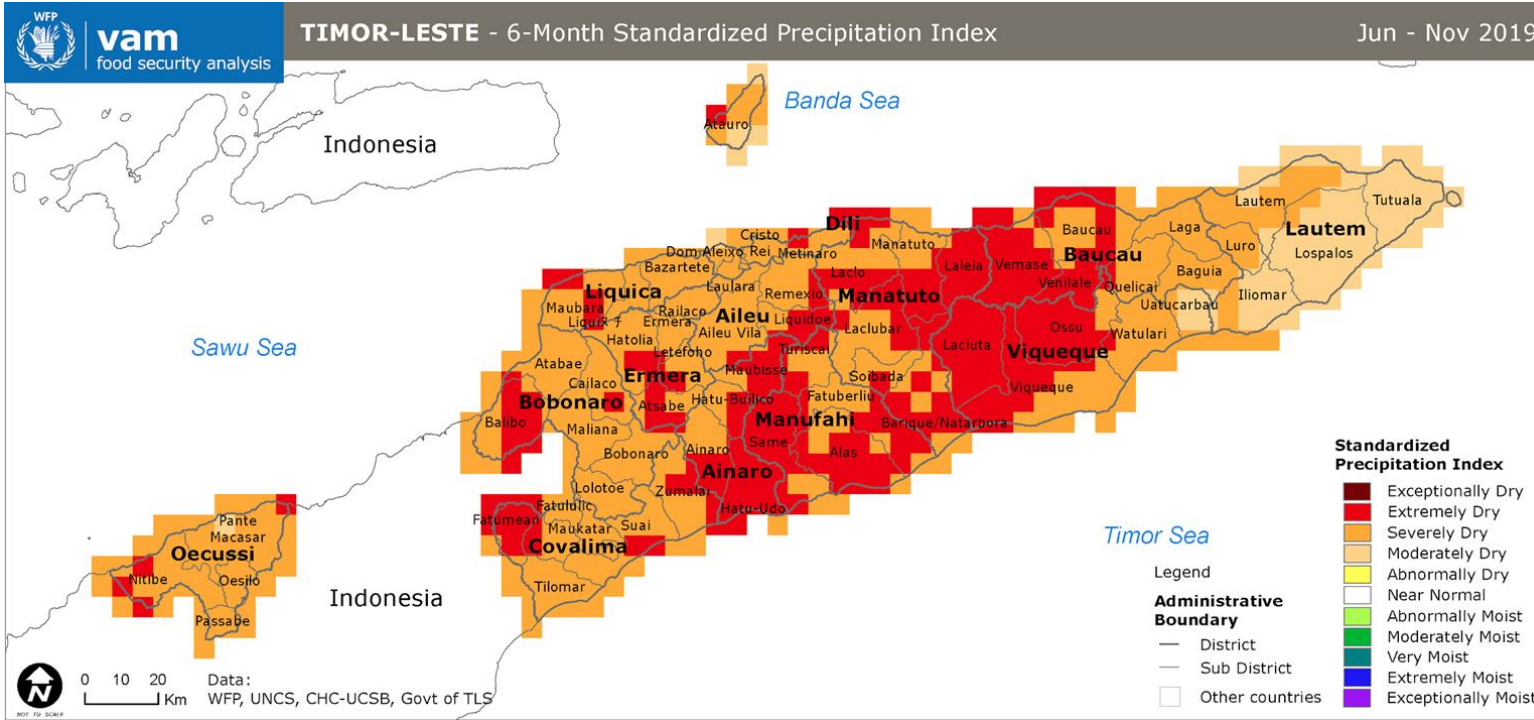 WFP
vam
food security analysis
TIMOR-LESTE - 6-Month Standardized Precipitation Index
Jun - Nov 2019
Banda Sea
Indonesia
Atauro
Lautem
Tutuala
Dili
Cristo
Manatuto
Baucau
Laga
Lautem
Dom Aleixo
Rei
Metinaro
Luro
Lospalos
Bazartete
Laclo
Laleia
Vemase
Baucau
Baguia
Liquica
Laulara
Remexio
Manatuto
Venilale
Quelicai
Iliomar
Maubara
Railaco
Aileu
Uatucarbau
Ermera
Liquidoe
Ossu
Sawu Sea
Hatolia
Aileu Vila
Laclubar
Watulari
Letefoho
Turiscai
Lacluta
Viqueque
Atabae
Maubisse
Ermera
Soibada
Cailaco
Viqueque
Bobonaro
Atsabe
Hatu-Builico
Fatuberliu
Balibo
Maliana
Manufahi
Barique/Natarbora
Same
Bobonaro
Ainaro
Alas
Ainaro
Lolotoe
Zumalai
Fatululic
Hatu-Udo
Fatumean
Maukatar
Suai
Pante
Macasar
Covalima
Oecussi
Timor Sea
Nitibe
Oesilo
Tilomar
Indonesia
Passabe
N
NOT TO SCALE
0 10 20
Km
Data:
WFP, UNCS, CHC-UCSB, Govt of TLS
Legend
Administrative
Boundary
District
Sub District
Other countries
Standardized
Precipitation Index
Exceptionally Dry
Extremely Dry
Severely Dry
Moderately Dry
Abnormally Dry
Near Normal
Abnormally Moist
Moderately Moist
Very Moist
Extremely Moist
Exceptionally Moist